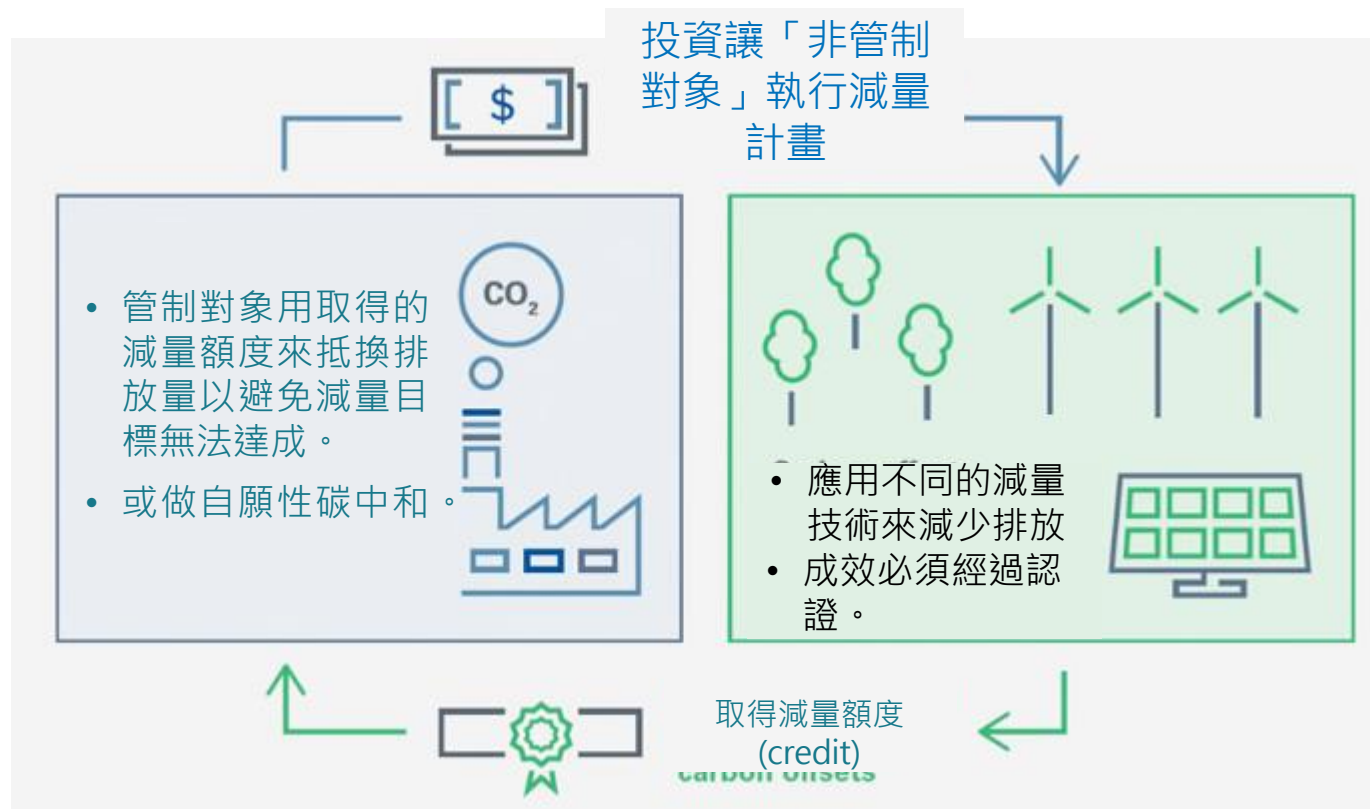 投資讓「非管制
對象」執行減量
計畫
[ $ ]
CO₂
• 管制對象用取得的
減量額度來抵換排
放量以避免減量目
標無法達成。
• 或做自願性碳中和。
• 應用不同的減量
技術來減少排放
• 成效必須經過認
證。
取得減量額度
(credit)
carbon offsets